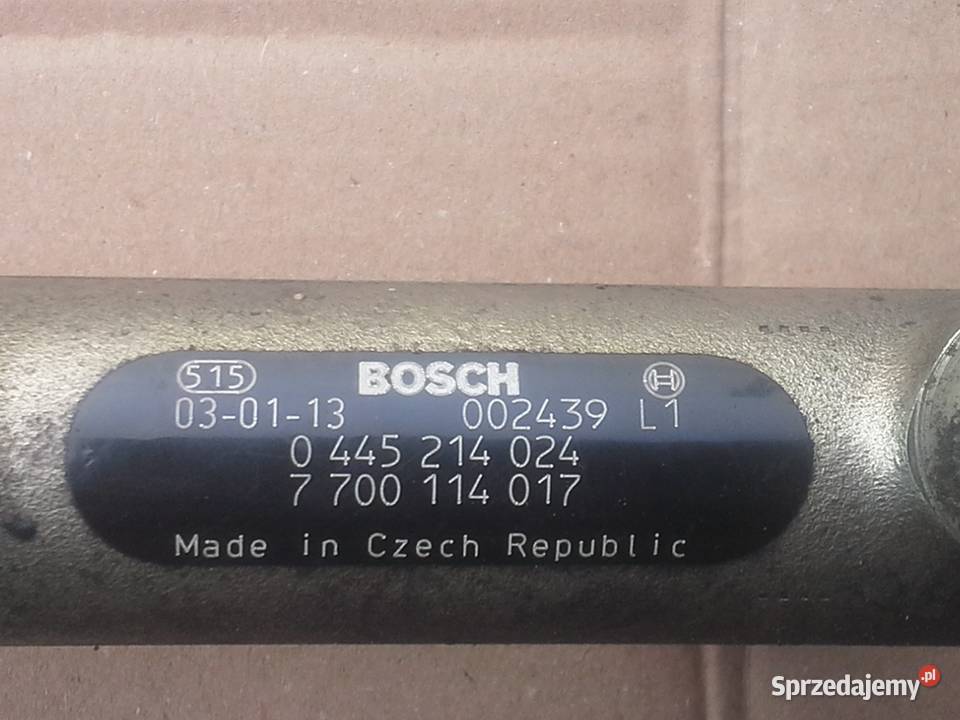 515 BOSCH
03-01-13 002439 L1
0 445 214 024
7 700 114 017
Made in Czech Republic
Sprzedajemy.pl